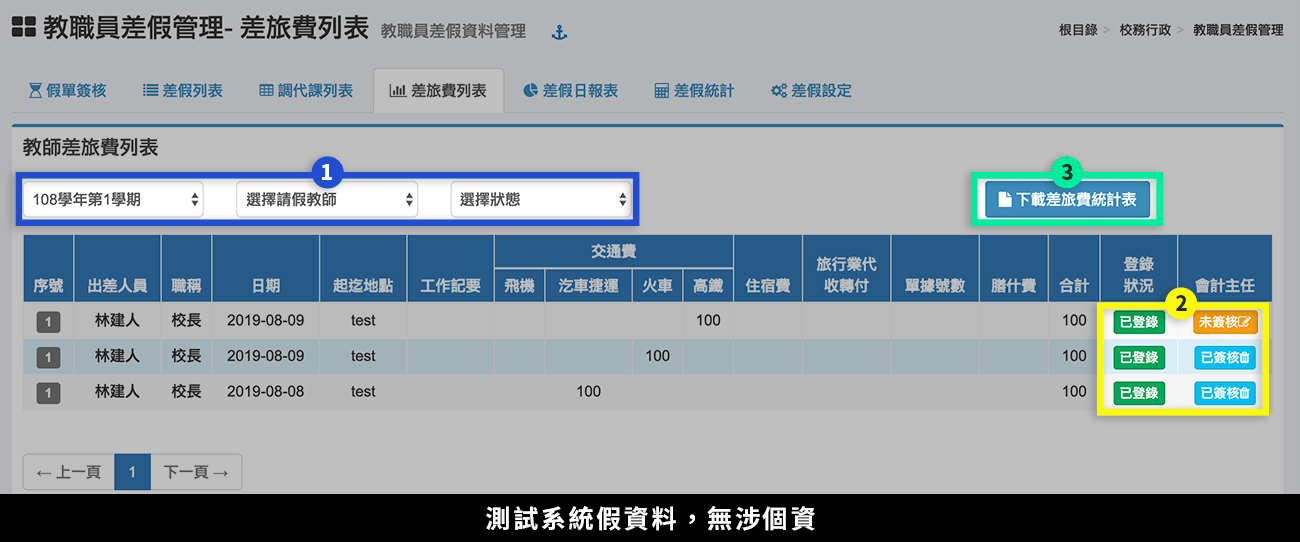 教職員差假管理- 差旅費列表 教職員差假資料管理
根目錄 > 校務行政 > 教職員差假管理
假單簽核 差假列表 調代課列表 差旅費列表 差假日報表 差假統計 差假設定
教師差旅費列表
1
3
108學年第1學期 選擇請假教師 選擇狀態 下載差旅費統計表
序號 出差人員 職稱 日期 起迄地點 工作記要 交通費 住宿費 旅行業代收轉付 單據號數 膳什費 合計 登錄狀況 會計主任
飛機 汽車捷運 火車 高鐵
2
1 林建人 校長 2019-08-09 test 100 100 已登錄 未簽核
1 林建人 校長 2019-08-09 test 100 100 已登錄 已簽核
1 林建人 校長 2019-08-08 test 100 100 已登錄 已簽核
← 上一頁 1 下一頁 →
測試系統假資料，無涉個資